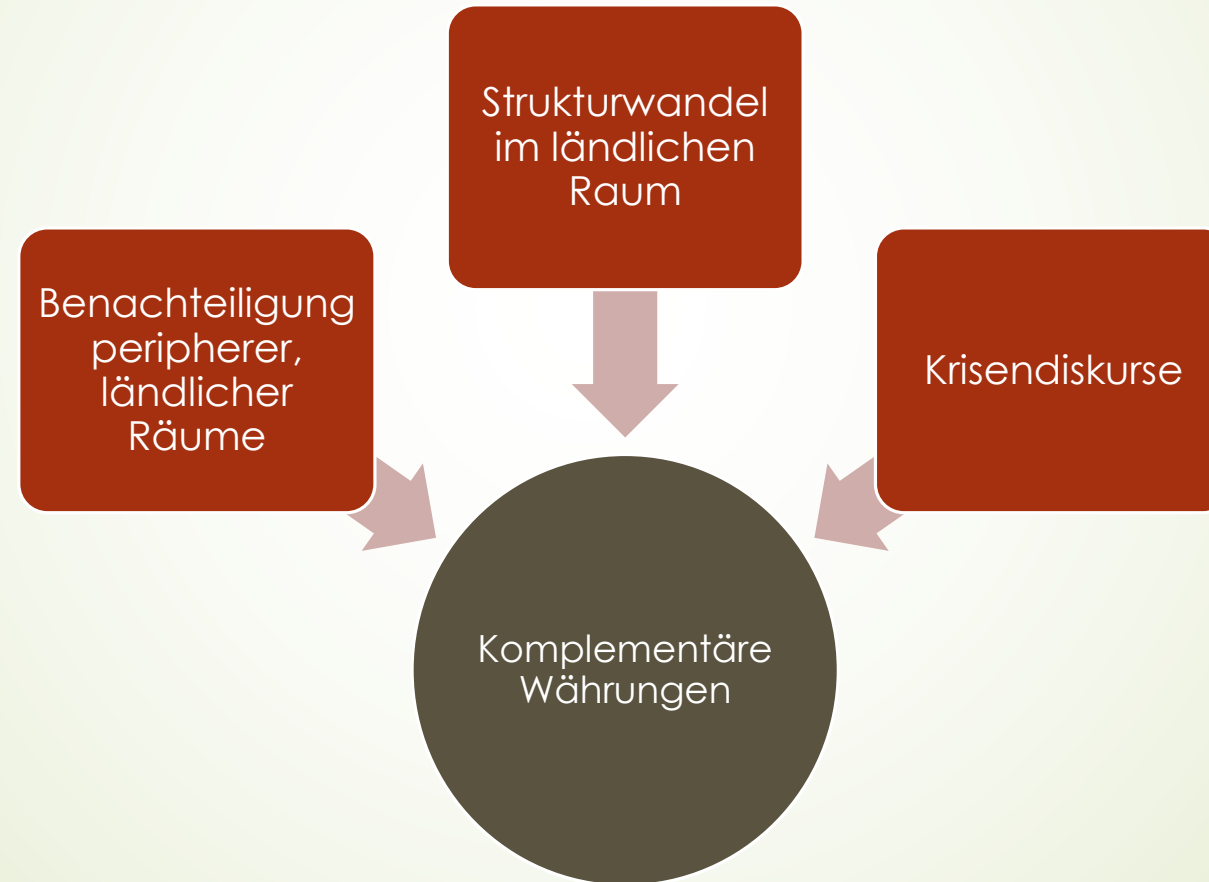 Strukturwandel
im ländlichen
Raum
Benachteiligung
peripherer,
ländlicher
Räume
Krisendiskurse
Komplementäre
Währungen